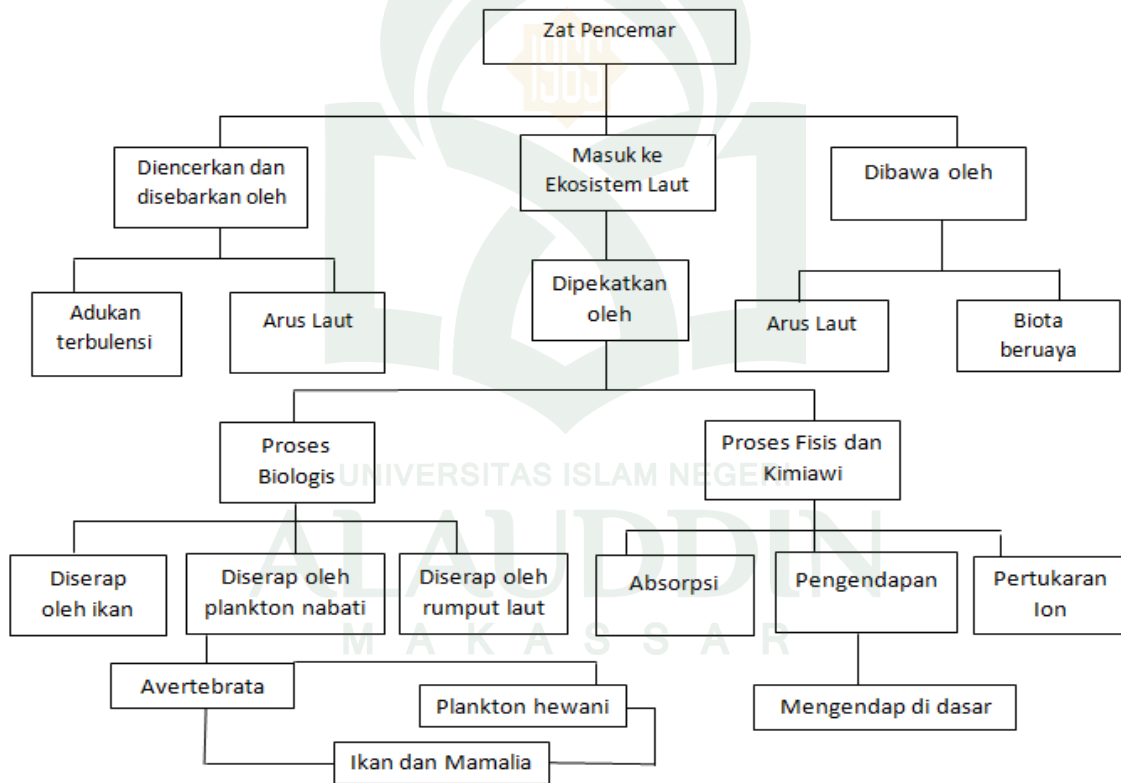 Zat Pencemar
Diencerkan dan
disebarkan oleh
Masuk ke
Ekosistem Laut
Dibawa oleh
Adukan
terbulensi
Arus Laut
Dipekatkan
oleh
Arus Laut
Biota
beruaya
Proses
Biologis
Proses Fisis dan
Kimiawi
Diserap
oleh ikan
Diserap oleh
plankton nabati
Diserap oleh
rumput laut
Absorpsi
Pengendapan
Pertukaran
Ion
Avertebrata
Plankton hewani
Mengendap di dasar
Ikan dan Mamalia
1965
UNIVERSITAS ISLAM NEGERI
ALAUDDIN
MAKASSAR